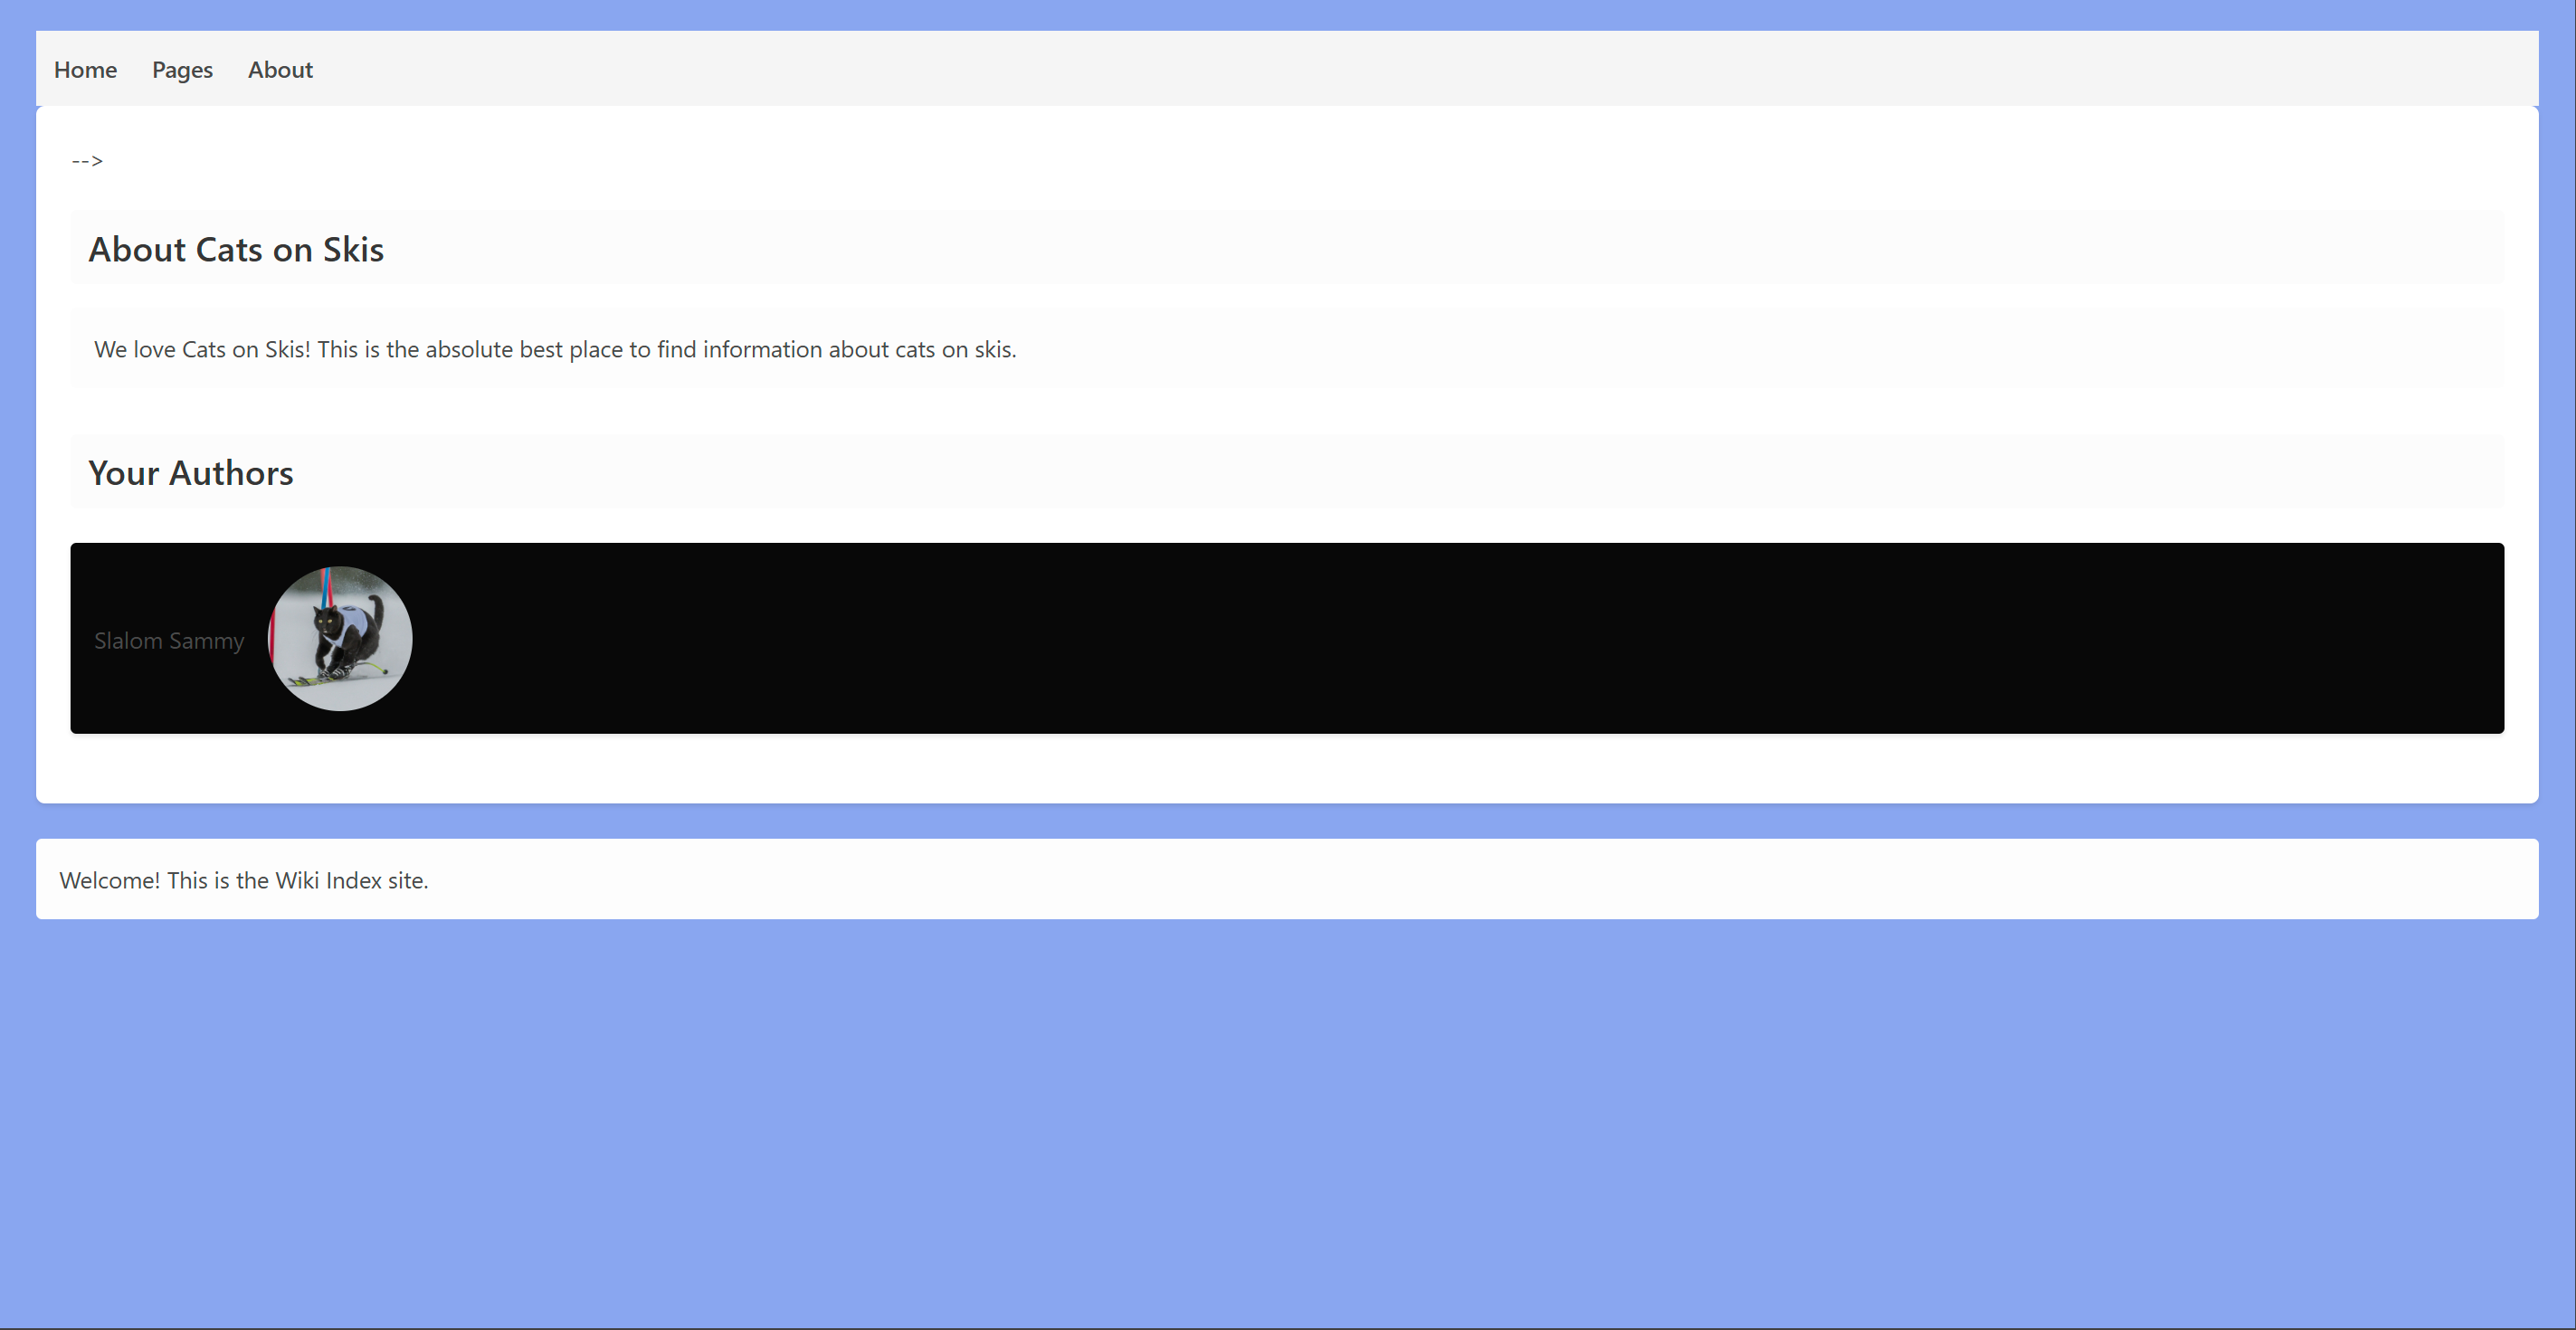 Home Pages About
-->
About Cats on Skis
We love Cats on Skis! This is the absolute best place to find information about cats on skis.
Your Authors
Slalom Sammy
Welcome! This is the Wiki Index site.